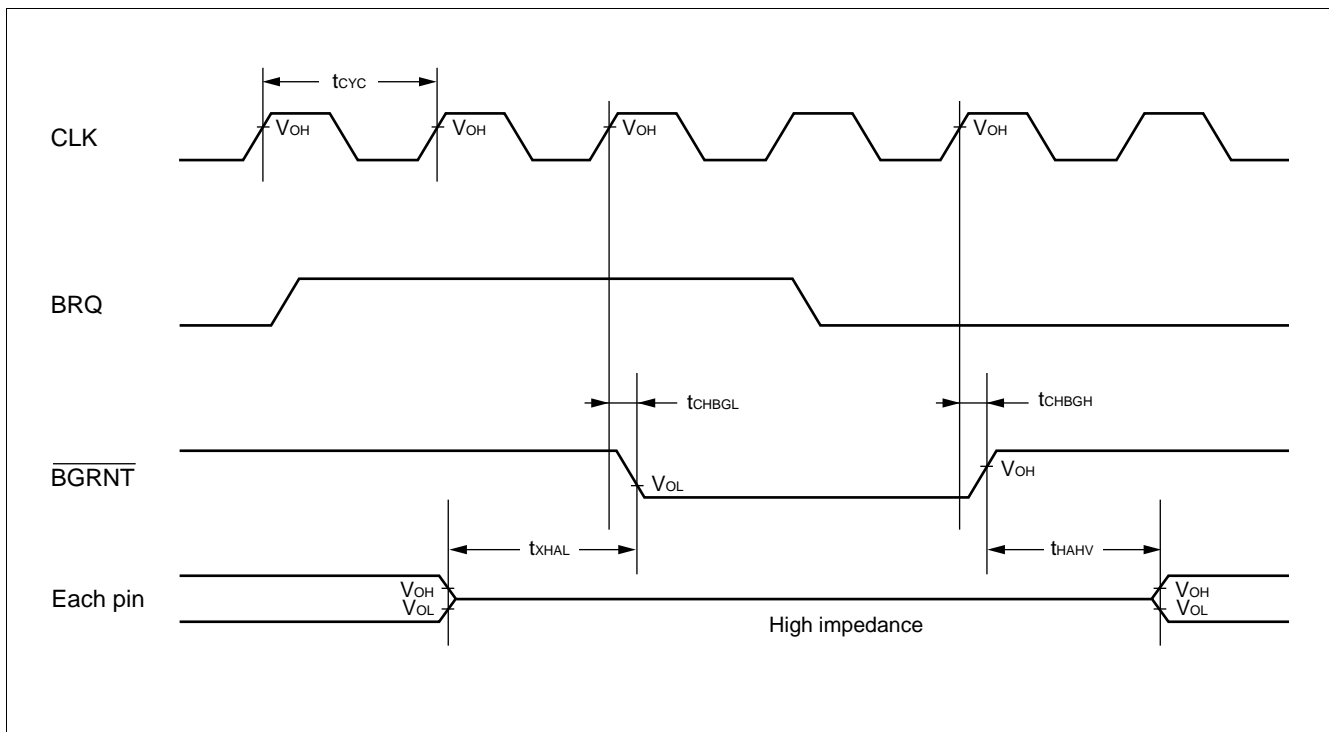 tCYC
CLK
VOH
VOH
VOH
VOH
BRQ
tCHBGL
tCHBGH
BGRNT
VOL
VOH
tXHAL
tHAHV
Each pin
VOH
VOL
VOH
VOL
High impedance